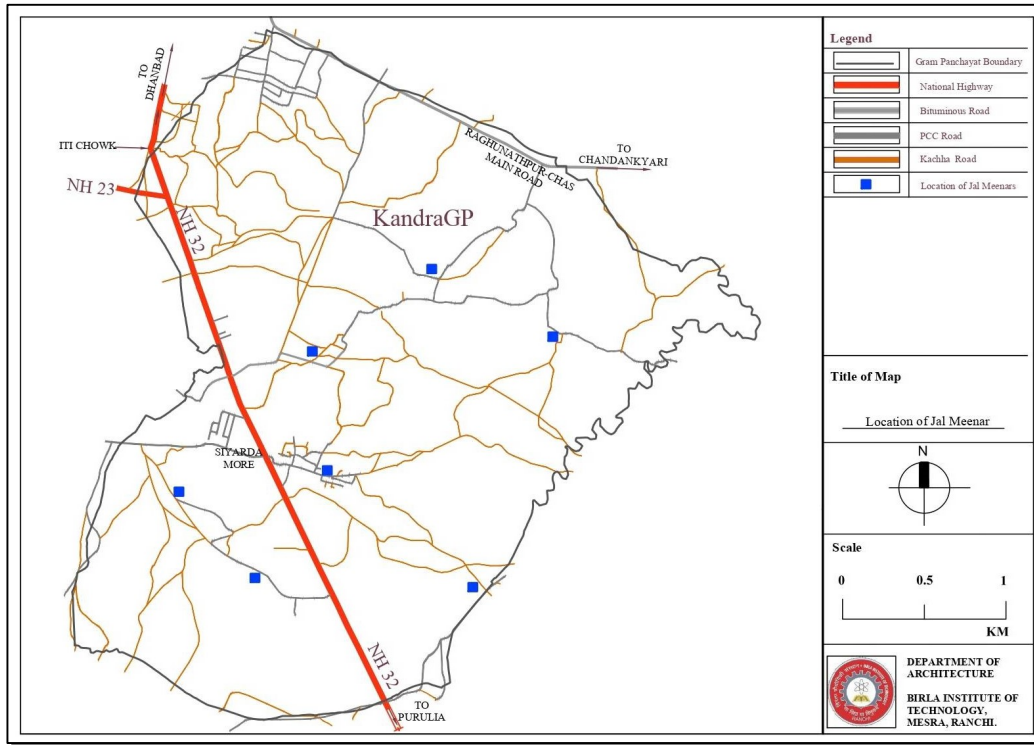 TO
DHANBAD
ITI CHOWK
NH 23
NH 32
RAGHUNATHPUR-CHAS
MAIN ROAD
TO
CHANDANKYARI
KandraGP
SIYARDA
MORE
NH 32
TO
PURULIA
Legend
Gram Panchayat Boundary
National Highway
Bituminous Road
PCC Road
Kachha Road
Location of Jal Meenars
Title of Map
Location of Jal Meenar
N
Scale
0 0.5 1
KM
RANCHI
DEPARTMENT OF
ARCHITECTURE
BIRLA INSTITUTE OF
TECHNOLOGY,
MESRA, RANCHI.